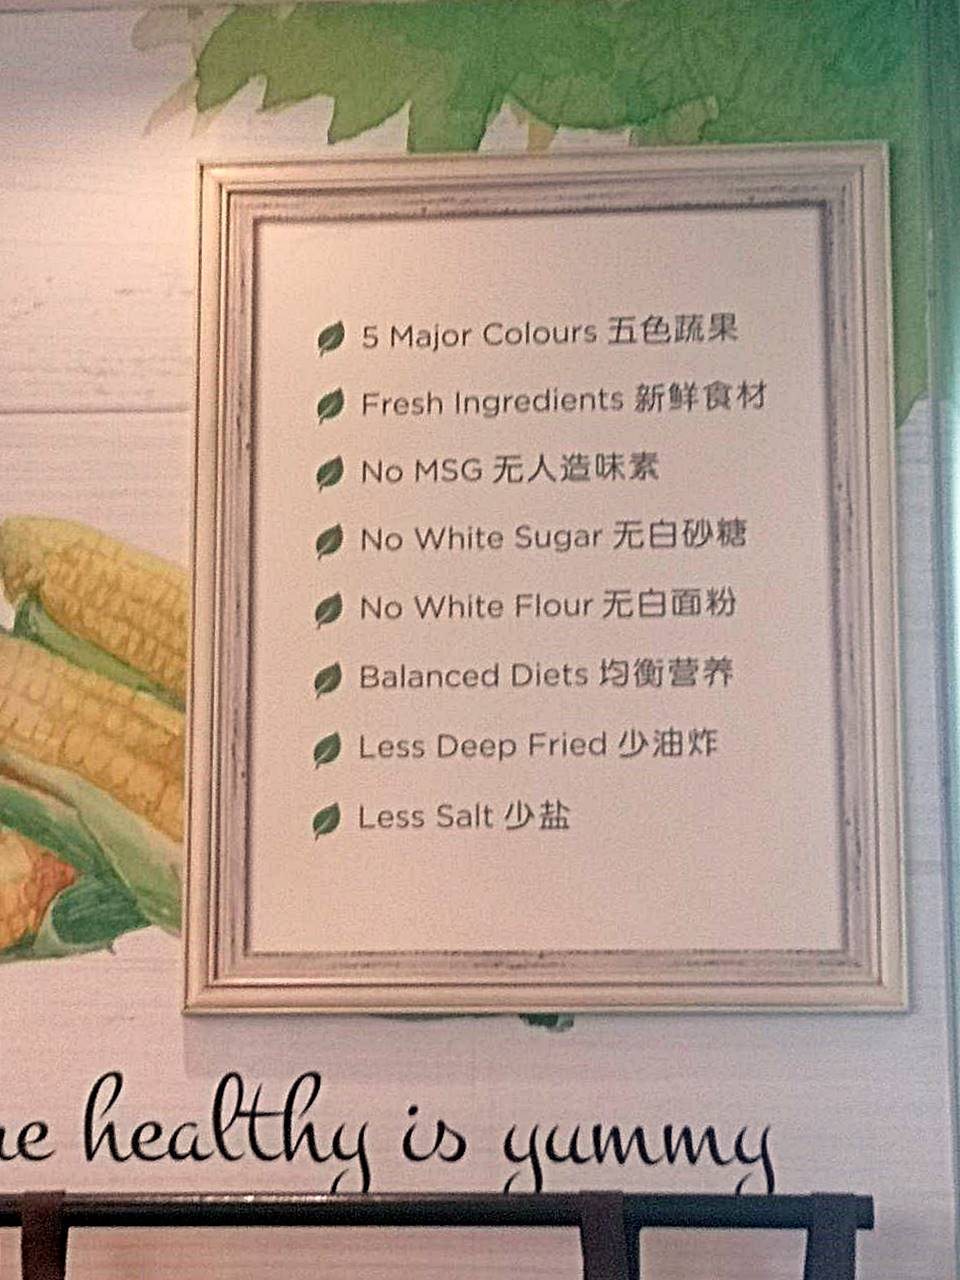 5 Major Colours 五色蔬果
Fresh Ingredients 新鲜食材
No MSG 无人造味素
No White Sugar 无白砂糖
No White Flour 无白面粉
Balanced Diets 均衡营养
Less Deep Fried 少油炸
Less Salt 少盐
healthy is yummy